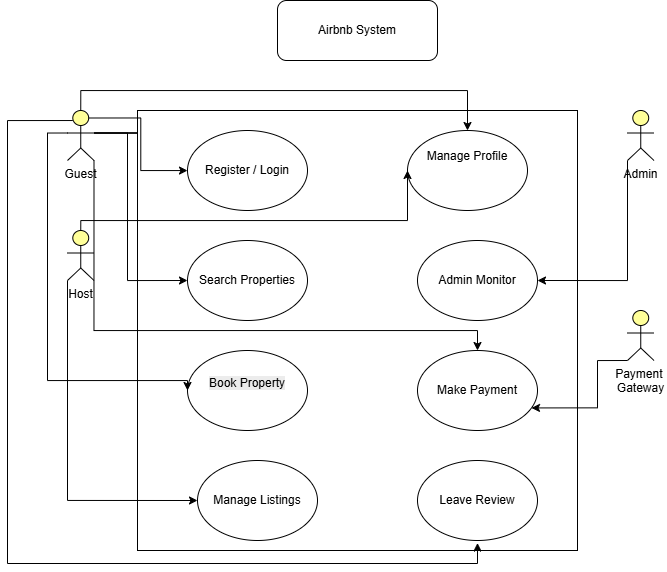 Airbnb System
Register / Login
Manage Profile
Guest
Admin
Search Properties
Admin Monitor
Host
Book Property
Make Payment
Payment
Gateway
Manage Listings
Leave Review